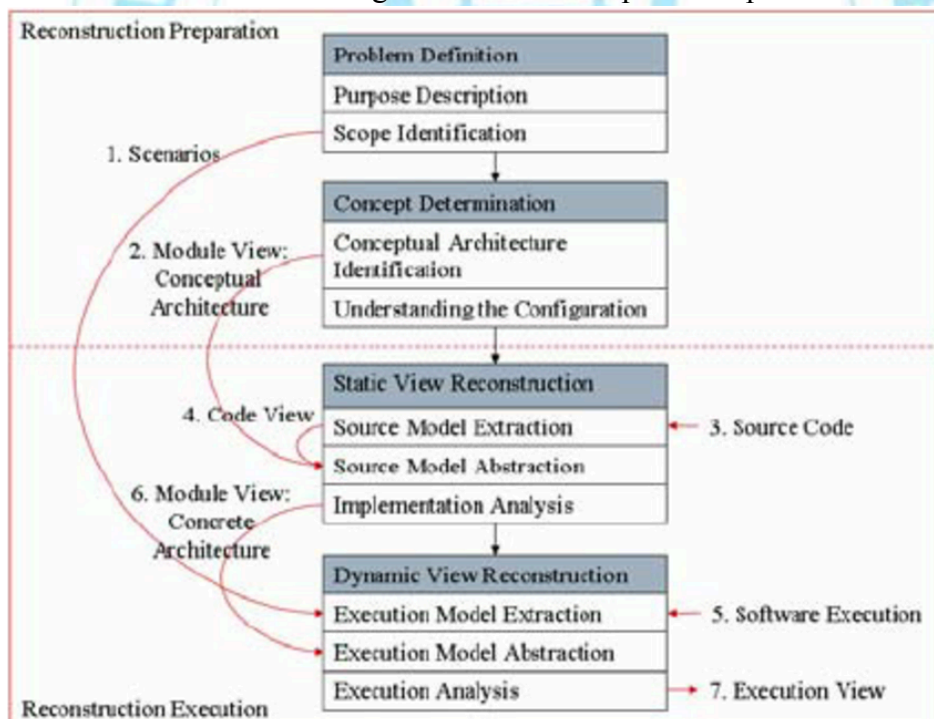 Reconstruction Preparation
Problem Definition
Purpose Description
Scope Identification
1. Scenarios
Concept Determination
Conceptual Architecture
Identification
2. Module View:
Conceptual
Architecture
Understanding the Configuration
Static View Reconstruction
4. Code View
Source Model Extraction
3. Source Code
Source Model Abstraction
6. Module View:
Concrete
Architecture
Implementation Analysis
Dynamic View Reconstruction
Execution Model Extraction
5. Software Execution
Execution Model Abstraction
Execution Analysis
7. Execution View
Reconstruction Execution